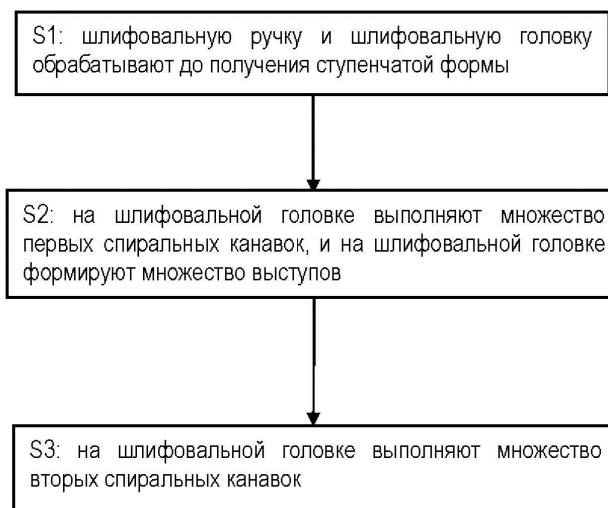 S1: шлифовальную ручку и шлифовальную головку
обрабатывают до получения ступенчатой формы
S2: на шлифовальной головке выполняют множество
первых спиральных канавок, и на шлифовальной головке
формируют множество выступов
S3: на шлифовальной головке выполняют множество
вторых спиральных канавок